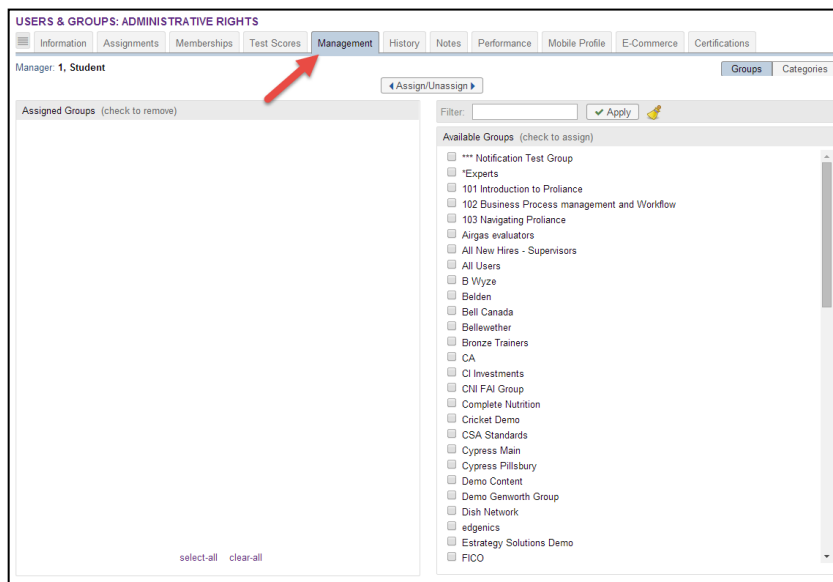 USERS & GROUPS: ADMINISTRATIVE RIGHTS
Information Assignments Memberships Test Scores Management History Notes Performance Mobile Profile E-Commerce Certifications
Manager: 1, Student
Groups Categories
Assign/Unassign
Assigned Groups (check to remove)
select-all clear-all
Filter: Apply
Available Groups (check to assign)
*** Notification Test Group
*Experts
101 Introduction to Proliance
102 Business Process management and Workflow
103 Navigating Proliance
Airgas evaluators
All New Hires - Supervisors
All Users
B Wyze
Belden
Bell Canada
Bellewether
Bronze Trainers
CA
CI Investments
CNI FAI Group
Complete Nutrition
Cricket Demo
CSA Standards
Cypress Main
Cypress Pillsbury
Demo Content
Demo Genworth Group
Dish Network
edgenics
Estrategy Solutions Demo
FICO